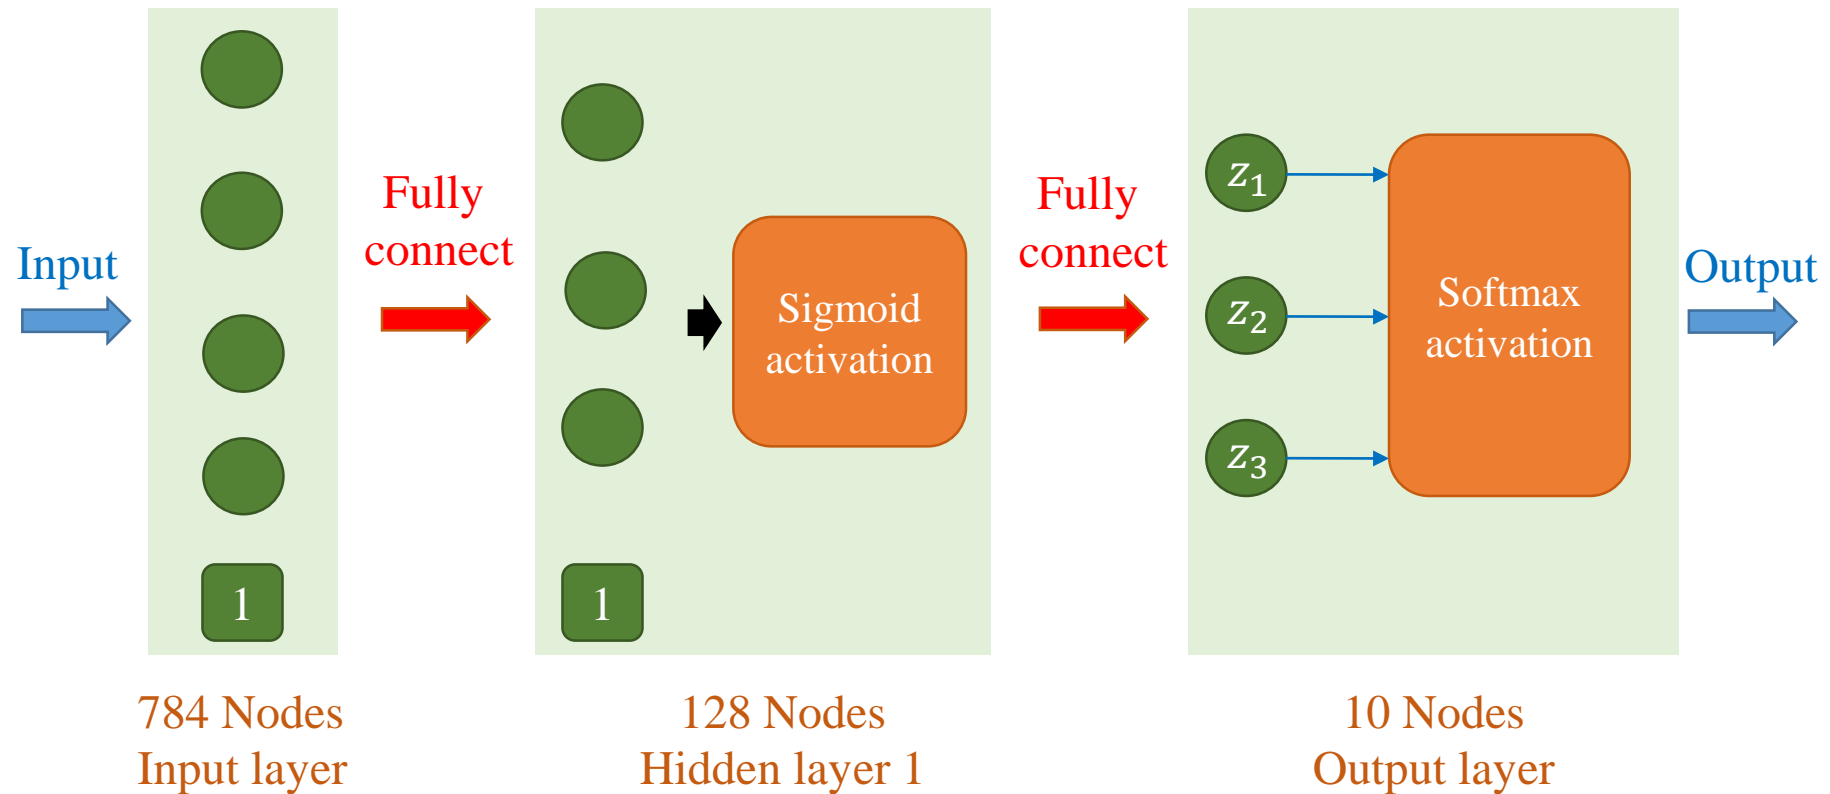 Input
1
784 Nodes
Input layer
Fully
connect
1
Sigmoid
activation
128 Nodes
Hidden layer 1
Fully
connect
z₁
z₂
z₃
Softmax
activation
10 Nodes
Output layer
Output